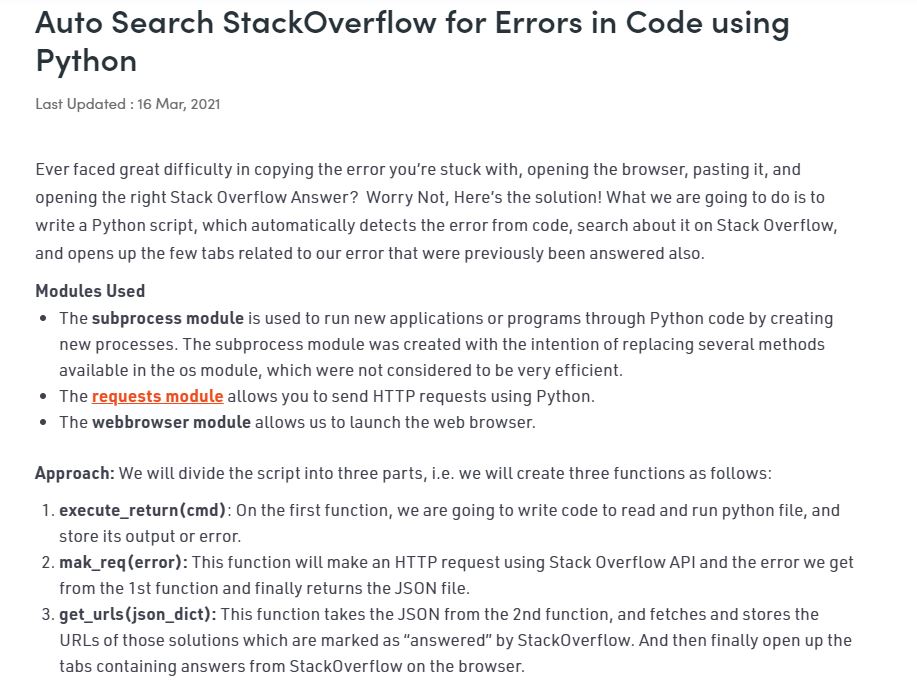 Auto Search StackOverflow for Errors in Code using
Python
Last Updated : 16 Mar, 2021
Ever faced great difficulty in copying the error you're stuck with, opening the browser, pasting it, and
opening the right Stack Overflow Answer?  Worry Not, Here's the solution! What we are going to do is to
write a Python script, which automatically detects the error from code, search about it on Stack Overflow,
and opens up the few tabs related to our error that were previously been answered also.
Modules Used
• The subprocess module is used to run new applications or programs through Python code by creating
new processes. The subprocess module was created with the intention of replacing several methods
available in the os module, which were not considered to be very efficient.
• The requests module allows you to send HTTP requests using Python.
• The webbrowser module allows us to launch the web browser.
Approach: We will divide the script into three parts, i.e. we will create three functions as follows:
1. execute_return(cmd): On the first function, we are going to write code to read and run python file, and
store its output or error.
2. mak_req(error): This function will make an HTTP request using Stack Overflow API and the error we get
from the 1st function and finally returns the JSON file.
3. get_urls(json_dict): This function takes the JSON from the 2nd function, and fetches and stores the
URLs of those solutions which are marked as “answered” by StackOverflow. And then finally open up the
tabs containing answers from StackOverflow on the browser.